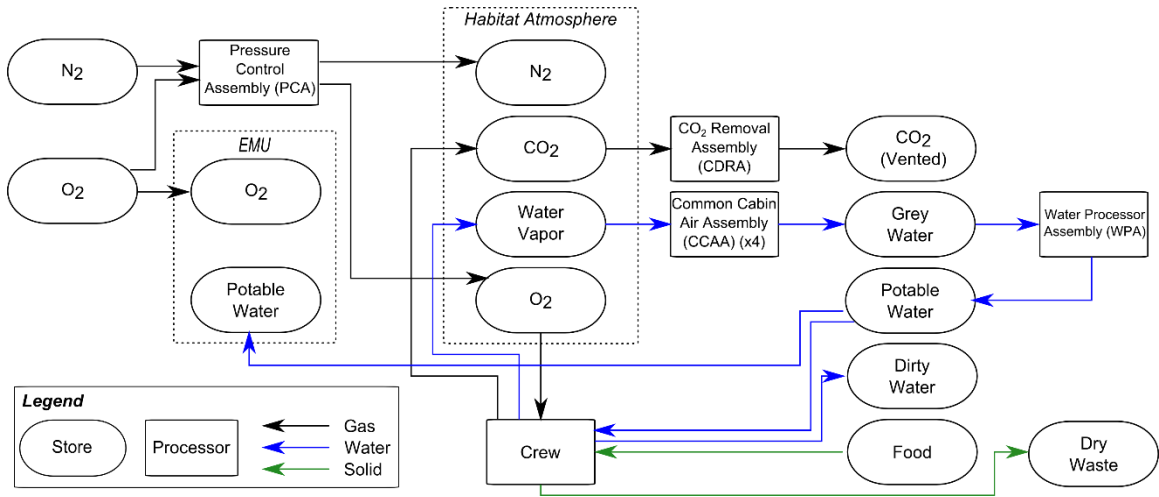 Habitat Atmosphere
N2
Pressure
Control
Assembly (PCA)
N2
EMU
O2
O2
CO2
CO2 Removal
Assembly
(CDRA)
CO2
(Vented)
Water
Vapor
Common Cabin
Air Assembly
(CCAA) (x4)
Grey
Water
Water Processor
Assembly (WPA)
Potable
Water
O2
Potable
Water
Dirty
Water
Legend
Store
Processor
Gas
Water
Solid
Crew
Food
Dry
Waste